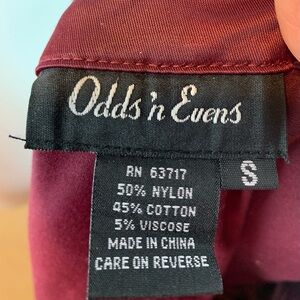 Odds 'n Evens
S
RN 63717
50% NYLON
45% COTTON
5% VISCOSE
MADE IN CHINA
CARE ON REVERSE